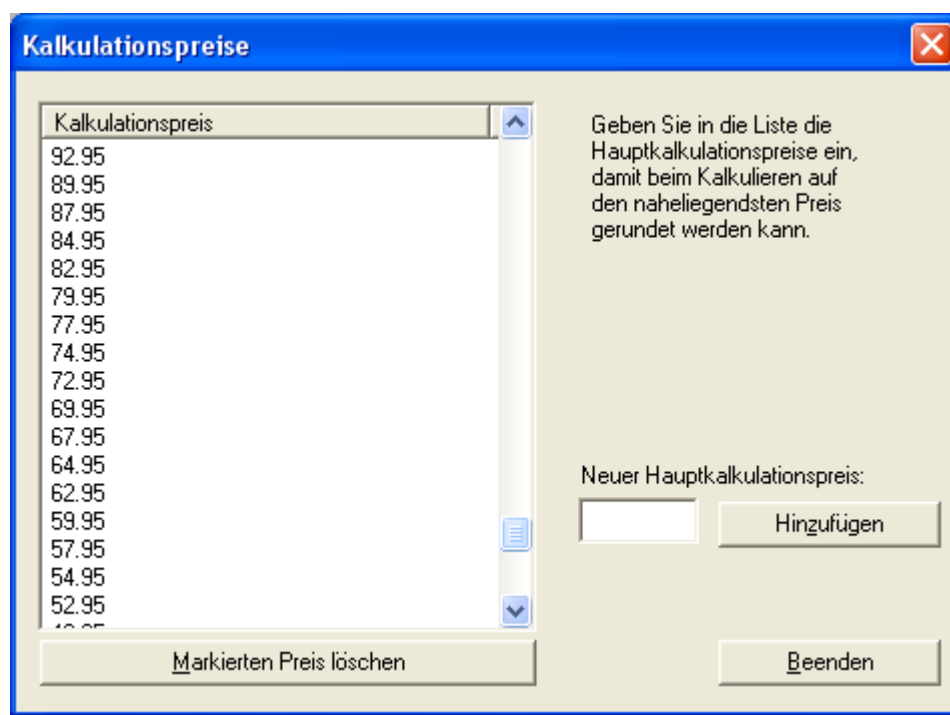 Kalkulationspreise
Kalkulationspreis
92.95
89.95
87.95
84.95
82.95
79.95
77.95
74.95
72.95
69.95
67.95
64.95
62.95
59.95
57.95
54.95
52.95
Markierten Preis löschen
Geben Sie in die Liste die
Hauptkalkulationspreise ein,
damit beim Kalkulieren auf
den naheliegendsten Preis
gerundet werden kann.
Neuer Hauptkalkulationspreis:
Hinzufügen
Beenden